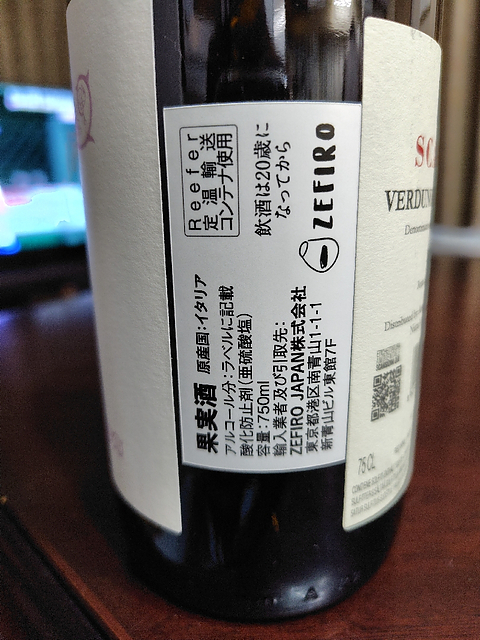 果実酒 原産国:イタリア
アルコール分:ラベルに記載
酸化防止剤(亜硫酸塩)
容量:750ml
輸入業者及び引取先:
ZEFIRO JAPAN株式会社
東京都港区南青山1-1-1
新青山ビル東館7F
Reefer
定温輸送
コンテナ使用
飲酒は20歳に
なってから
ZEFIRO
VERDUN
75 CL